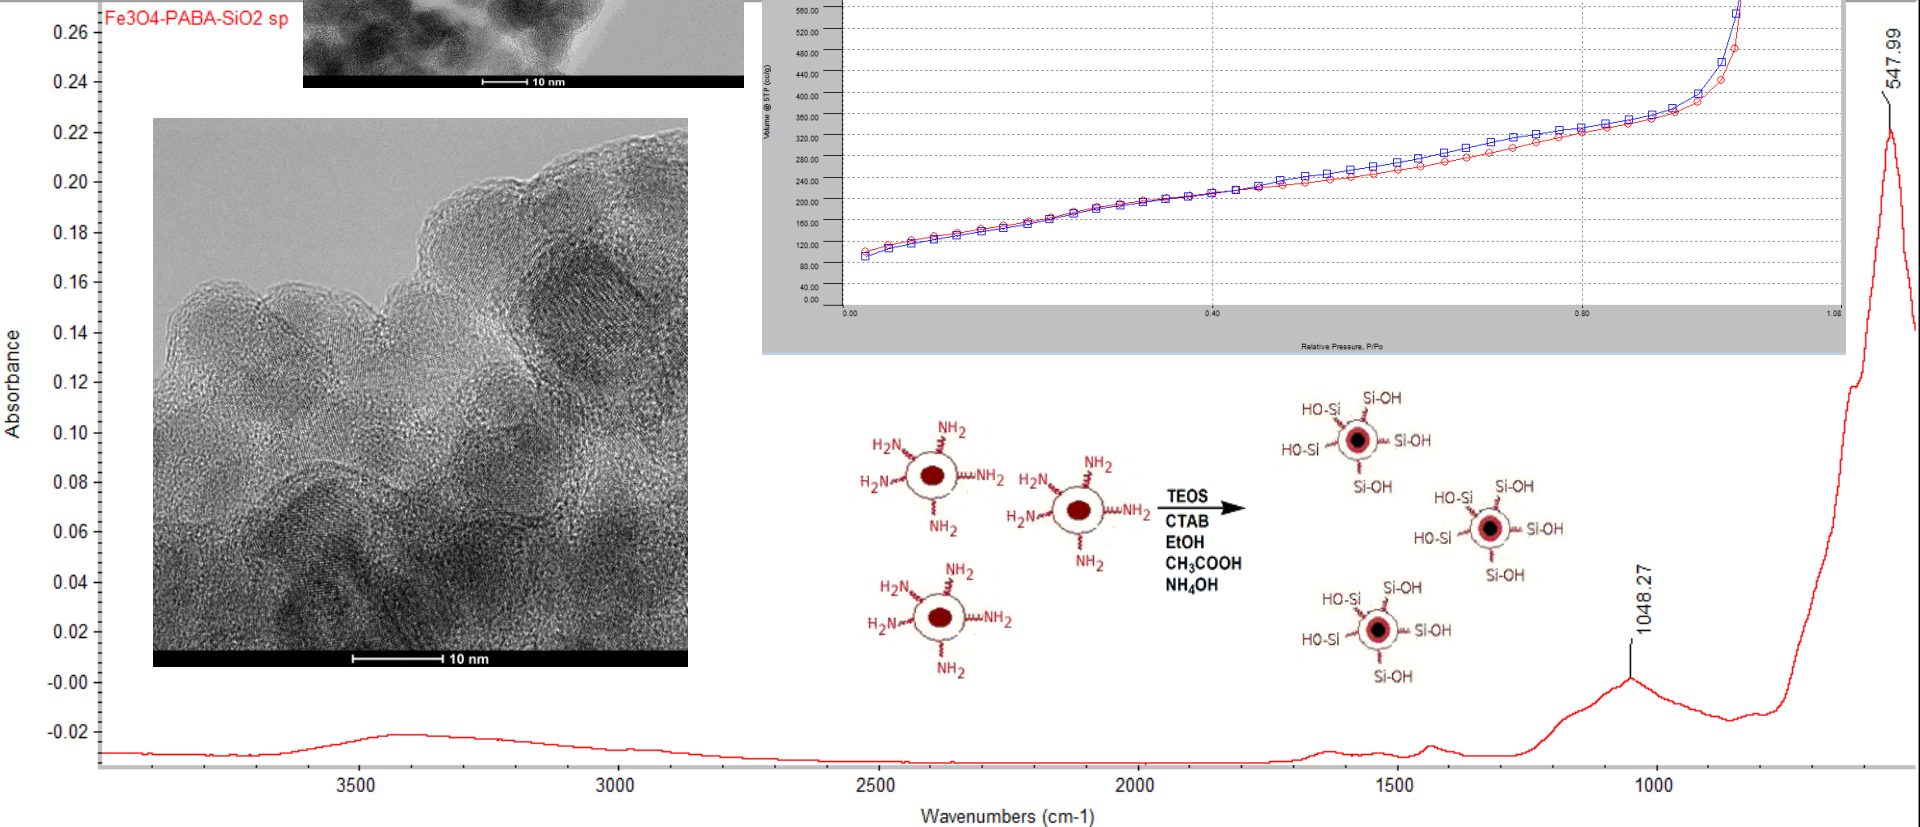 Fe3O4-PABA-SiO2 sp
0.26
0.24
0.22
0.20
0.18
0.16
0.14
0.12
0.10
0.08
0.06
0.04
0.02
-0.00
-0.02
Absorbance
3500
3000
2500
2000
1500
1000
Wavenumbers (cm-1)
547.99
1048.27
10 nm
10 nm
Volume @ STP (cc/g)
560.00
520.00
480.00
440.00
400.00
360.00
320.00
280.00
240.00
200.00
160.00
120.00
80.00
40.00
0.00
0.00
0.40
0.80
1.08
Relative Pressure, P/Po
NH2
H2N
H2N
NH2
NH2
NH2
H2N
H2N
NH2
NH2
NH2
H2N
H2N
NH2
NH2
TEOS
CTAB
EtOH
CH3COOH
NH4OH
Si-OH
HO-Si
Si-OH
HO-Si
Si-OH
Si-OH
HO-Si
Si-OH
HO-Si
Si-OH
Si-OH
HO-Si
Si-OH
HO-Si
Si-OH